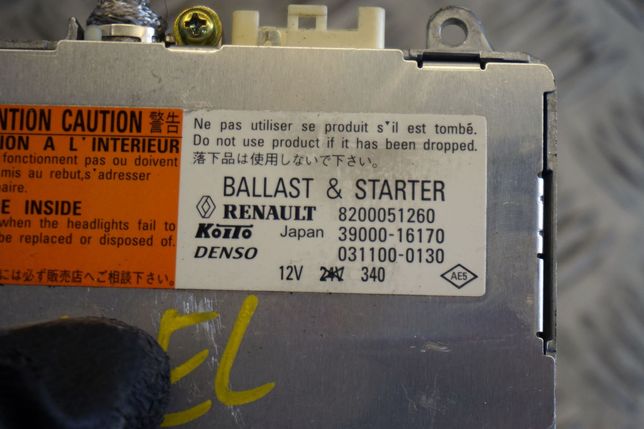 NTION CAUTION 警告
ION A L'INTERIEUR
fonctionnent pas ou doivent
mis au rebut,s'adresser
naire.
E INSIDE
when the headlights fail to
be replaced or disposed of.
には必ず販売店へご相談下さい。
Ne pas utiliser se produit s'il est tombé.
Do not use product if it has been dropped.
落下品は使用しないで下さい。
BALLAST & STARTER
RENAULT 8200051260
KOITO Japan 39000-16170
DENSO 031100-0130
12V 24V 340
AE5
EL